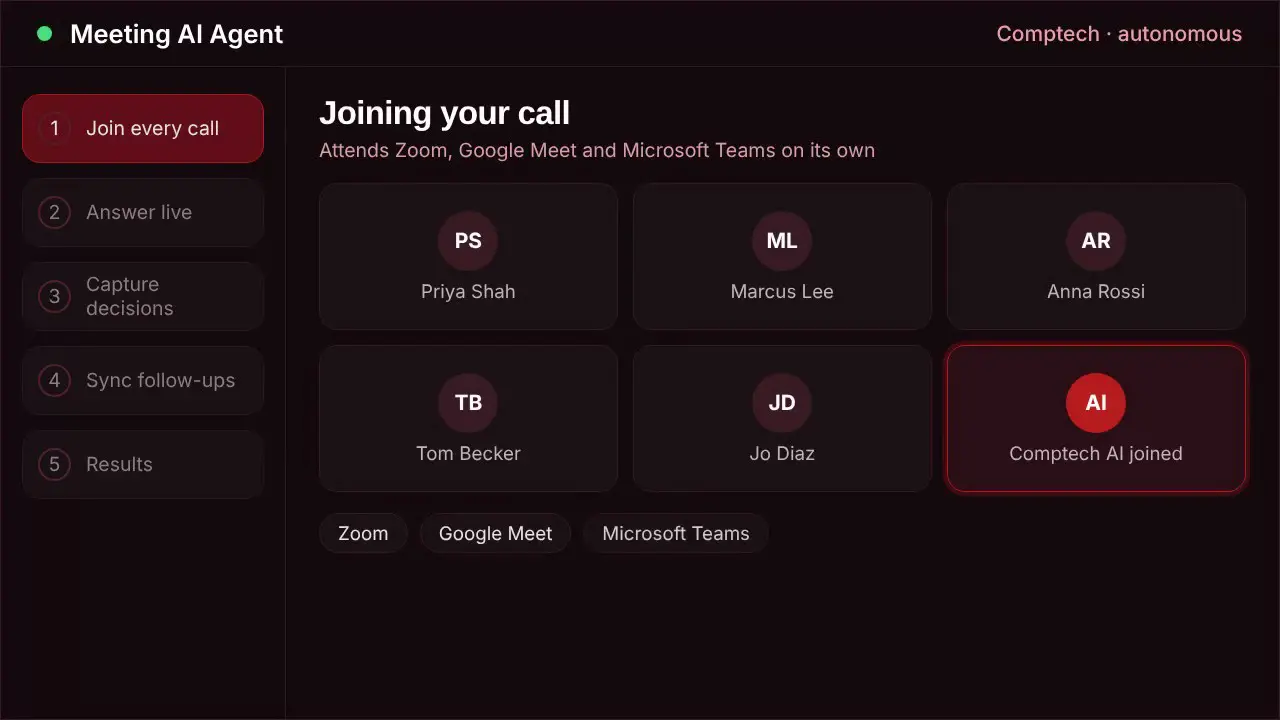 Meeting AI Agent
Comptech · autonomous
1 Join every call
2 Answer live
3 Capture
decisions
4 Sync follow-ups
5 Results
Joining your call
Attends Zoom, Google Meet and Microsoft Teams on its own
PS
Priya Shah
ML
Marcus Lee
AR
Anna Rossi
TB
Tom Becker
JD
Jo Diaz
AI
Comptech AI joined
Zoom
Google Meet
Microsoft Teams